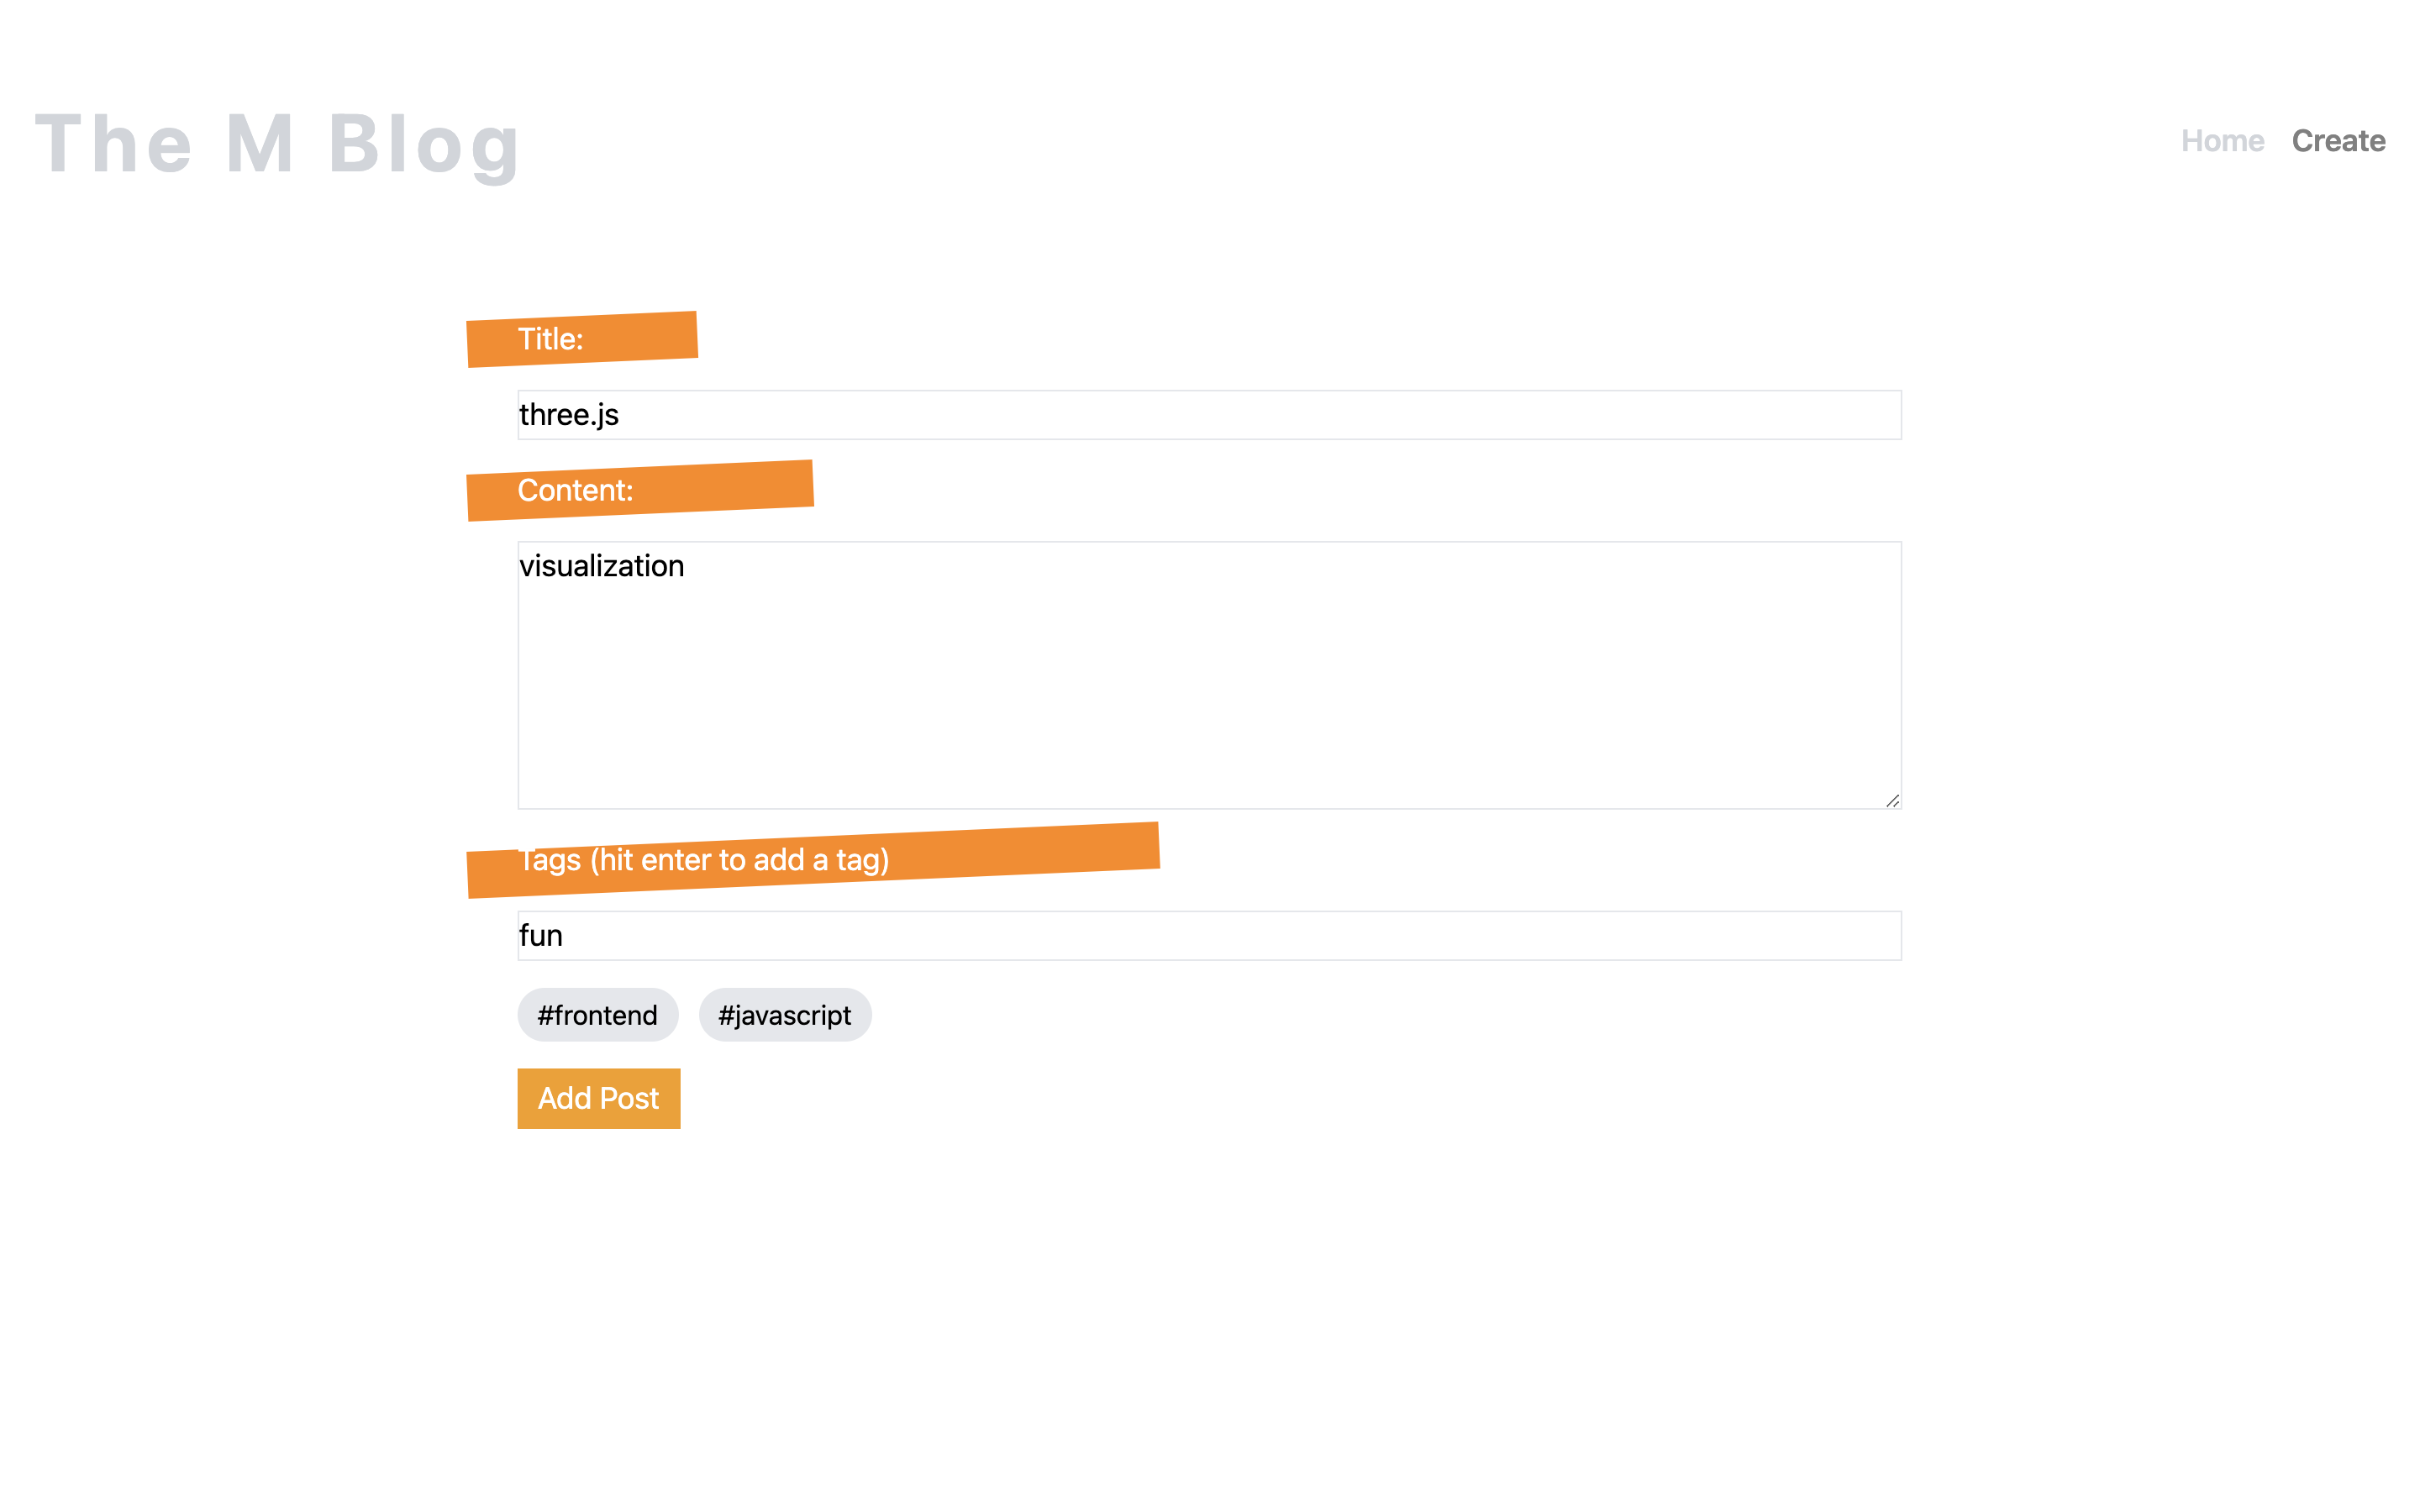 The M Blog
Home Create
Title:
three.js
Content:
visualization
Tags (hit enter to add a tag)
fun
#frontend #javascript
Add Post